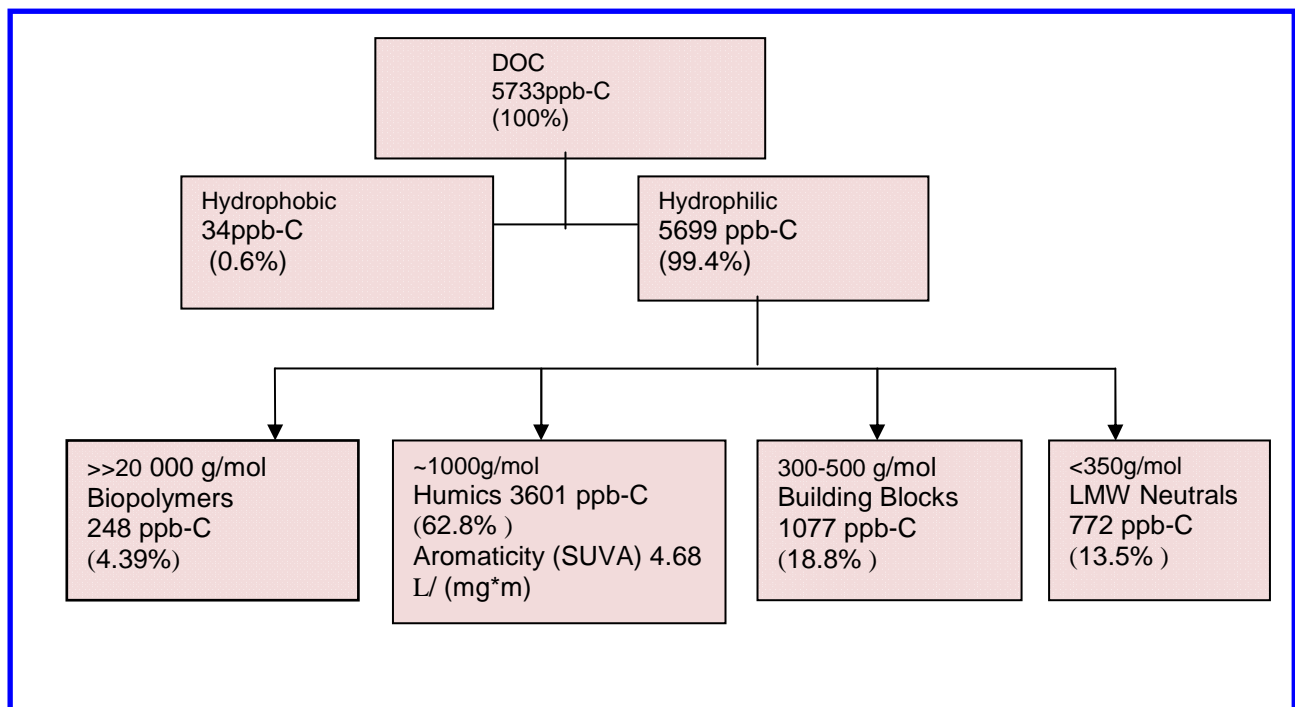 DOC
5733ppb-C
(100%)
Hydrophobic
34ppb-C
(0.6%)
Hydrophilic
5699 ppb-C
(99.4%)
>>20 000 g/mol
Biopolymers
248 ppb-C
(4.39%)
~1000g/mol
Humics 3601 ppb-C
(62.8% )
Aromaticity (SUVA) 4.68
L/ (mg*m)
300-500 g/mol
Building Blocks
1077 ppb-C
(18.8% )
<350g/mol
LMW Neutrals
772 ppb-C
(13.5% )